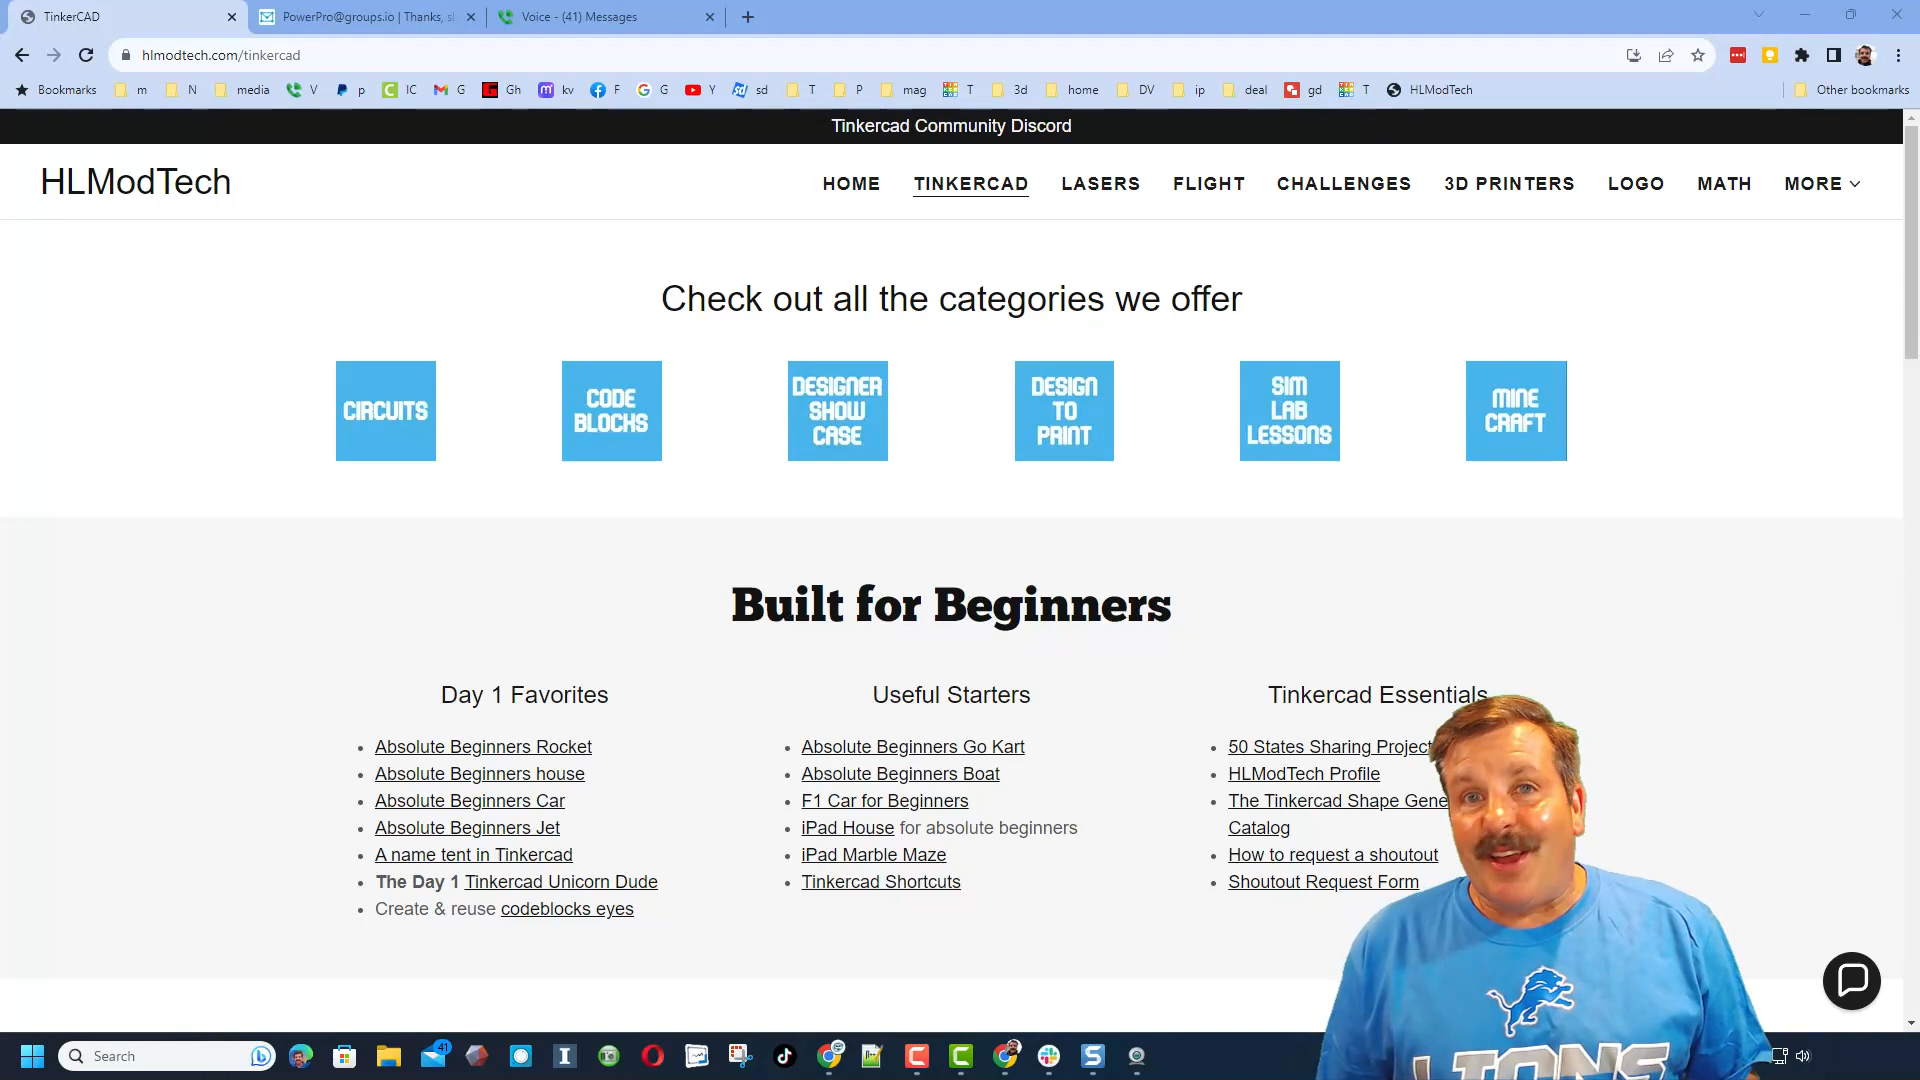 TinkerCAD
PowerPro@groups.io | Thanks, sl
Voice - (41) Messages
hlmodtech.com/tinkercad
Bookmarks m N media V p IC G Gh kv F G Y sd T P mag T 3d home DV ip deal gd T HLModTech Other bookmarks
Tinkercad Community Discord
HLModTech
HOME TINKERCAD LASERS FLIGHT CHALLENGES 3D PRINTERS LOGO MATH MORE
Check out all the categories we offer
CIRCUITS
CODE
BLOCKS
DESIGNER
SHOW
CASE
DESIGN
TO
PRINT
SIM
LAB
LESSONS
MINE
CRAFT
Built for Beginners
Day 1 Favorites
Absolute Beginners Rocket
Absolute Beginners house
Absolute Beginners Car
Absolute Beginners Jet
A name tent in Tinkercad
The Day 1 Tinkercad Unicorn Dude
Create & reuse codeblocks eyes
Useful Starters
Absolute Beginners Go Kart
Absolute Beginners Boat
F1 Car for Beginners
iPad House for absolute beginners
iPad Marble Maze
Tinkercad Shortcuts
Tinkercad Essentials
50 States Sharing Project
HLModTech Profile
The Tinkercad Shape Gene
Catalog
How to request a shoutout
Shoutout Request Form
LIONS
Search
41